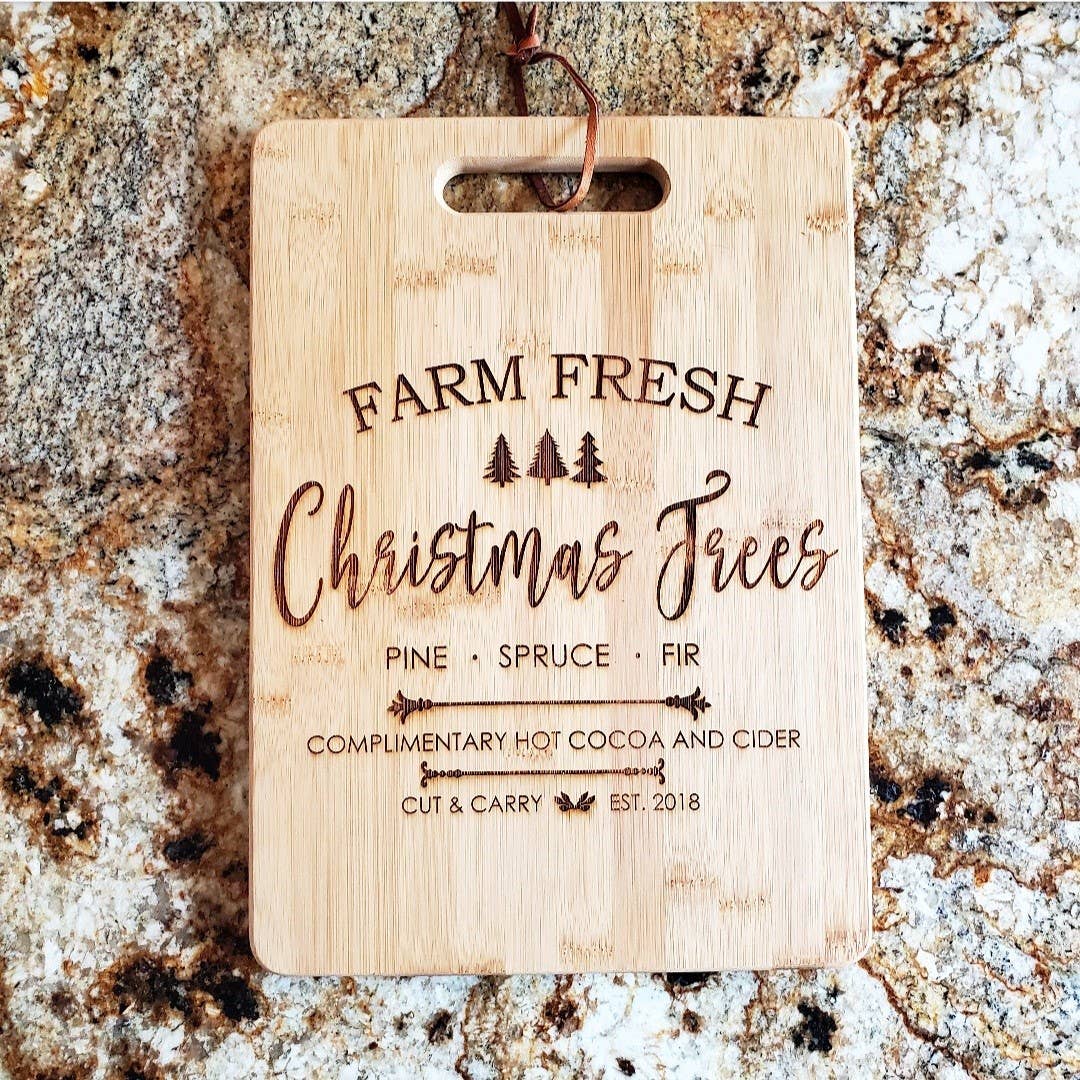 FARM FRESH
Christmas Trees
PINE · SPRUCE · FIR
COMPLIMENTARY HOT COCOA AND CIDER
CUT & CARRY EST. 2018